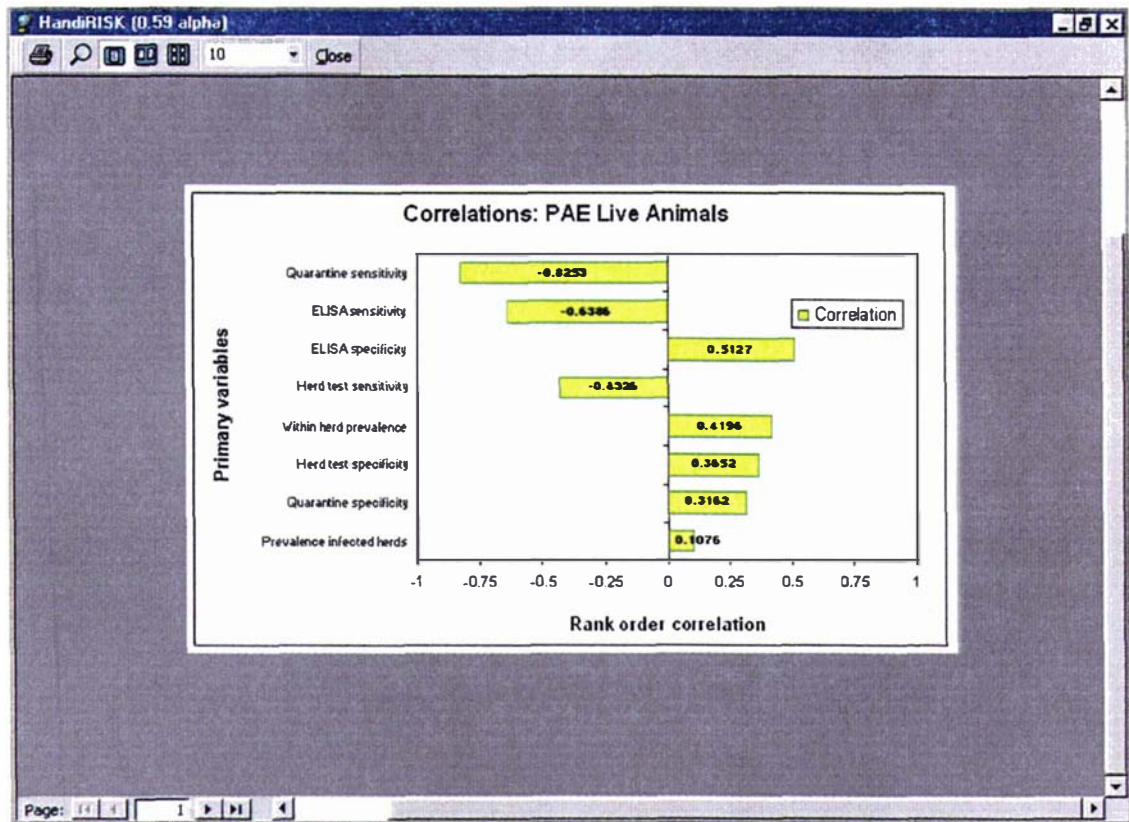 HandiRISK (0.59 alpha)
10 Close
Correlations: PAE Live Animals
Primary variables
Quarantine sensitivity -0.8253
ELISA sensitivity -0.6386
Correlation
ELISA specificity 0.5127
Herd test sensitivity -0.4326
Within herd prevalence 0.4196
Herd test specificity 0.3652
Quarantine specificity 0.3162
Prevalence infected herds 0.1076
-1 -0.75 -0.5 -0.25 0 0.25 0.5 0.75 1
Rank order correlation
Page: 1